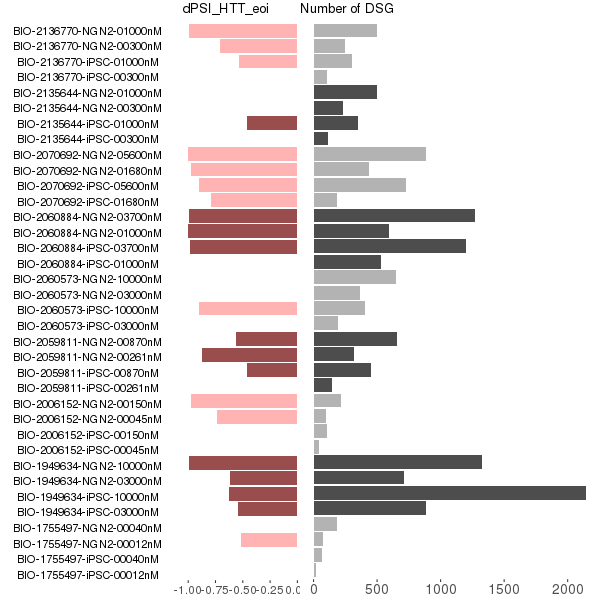 dPSI_HTT_eoi Number of DSG
BIO-2136770-NGN2-01000nM
BIO-2136770-NGN2-00300nM
BIO-2136770-iPSC-01000nM
BIO-2136770-iPSC-00300nM
BIO-2135644-NGN2-01000nM
BIO-2135644-NGN2-00300nM
BIO-2135644-iPSC-01000nM
BIO-2135644-iPSC-00300nM
BIO-2070692-NGN2-05600nM
BIO-2070692-NGN2-01680nM
BIO-2070692-iPSC-05600nM
BIO-2070692-iPSC-01680nM
BIO-2060884-NGN2-03700nM
BIO-2060884-NGN2-01000nM
BIO-2060884-iPSC-03700nM
BIO-2060884-iPSC-01000nM
BIO-2060573-NGN2-10000nM
BIO-2060573-NGN2-03000nM
BIO-2060573-iPSC-10000nM
BIO-2060573-iPSC-03000nM
BIO-2059811-NGN2-00870nM
BIO-2059811-NGN2-00261nM
BIO-2059811-iPSC-00870nM
BIO-2059811-iPSC-00261nM
BIO-2006152-NGN2-00150nM
BIO-2006152-NGN2-00045nM
BIO-2006152-iPSC-00150nM
BIO-2006152-iPSC-00045nM
BIO-1949634-NGN2-10000nM
BIO-1949634-NGN2-03000nM
BIO-1949634-iPSC-10000nM
BIO-1949634-iPSC-03000nM
BIO-1755497-NGN2-00040nM
BIO-1755497-NGN2-00012nM
BIO-1755497-iPSC-00040nM
BIO-1755497-iPSC-00012nM
-1.00 -0.75 -0.50 -0.25 0 500 1000 1500 2000